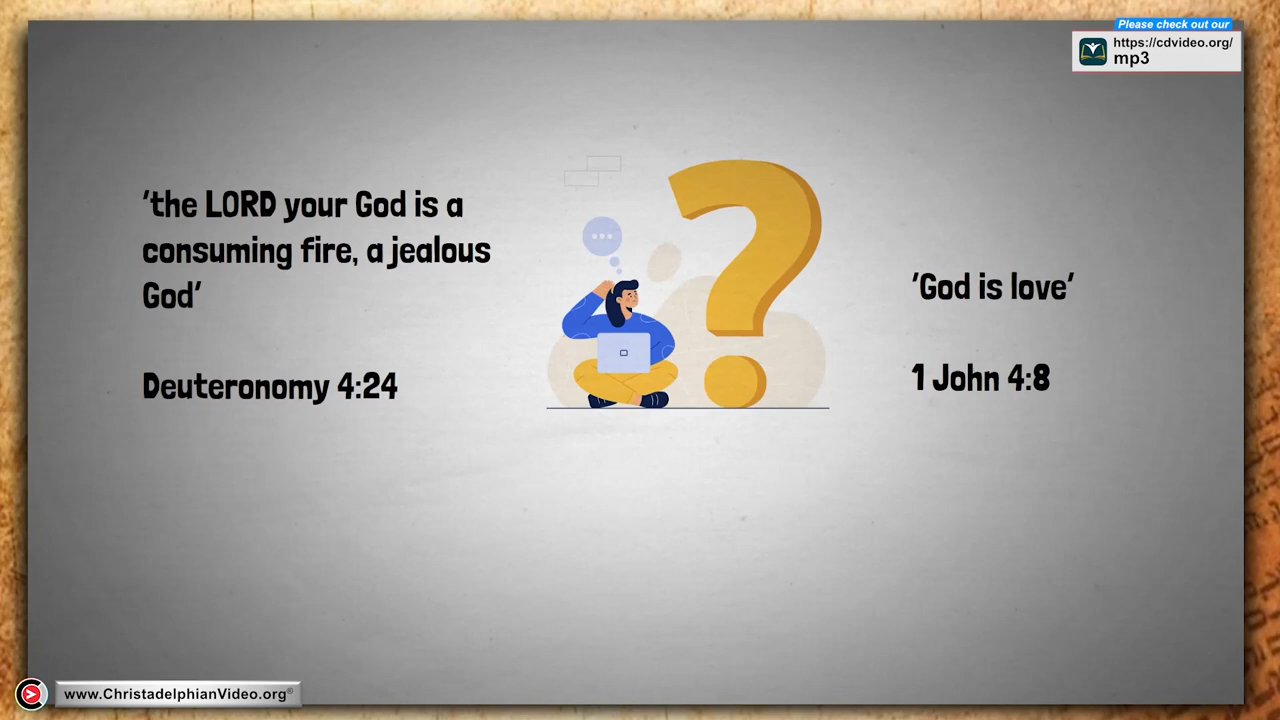 Please check out our
https://cdvideo.org/
mp3
‘the LORD your God is a
consuming fire, a jealous
God’
Deuteronomy 4:24
‘God is love’
1 John 4:8
www.ChristadelphianVideo.org®